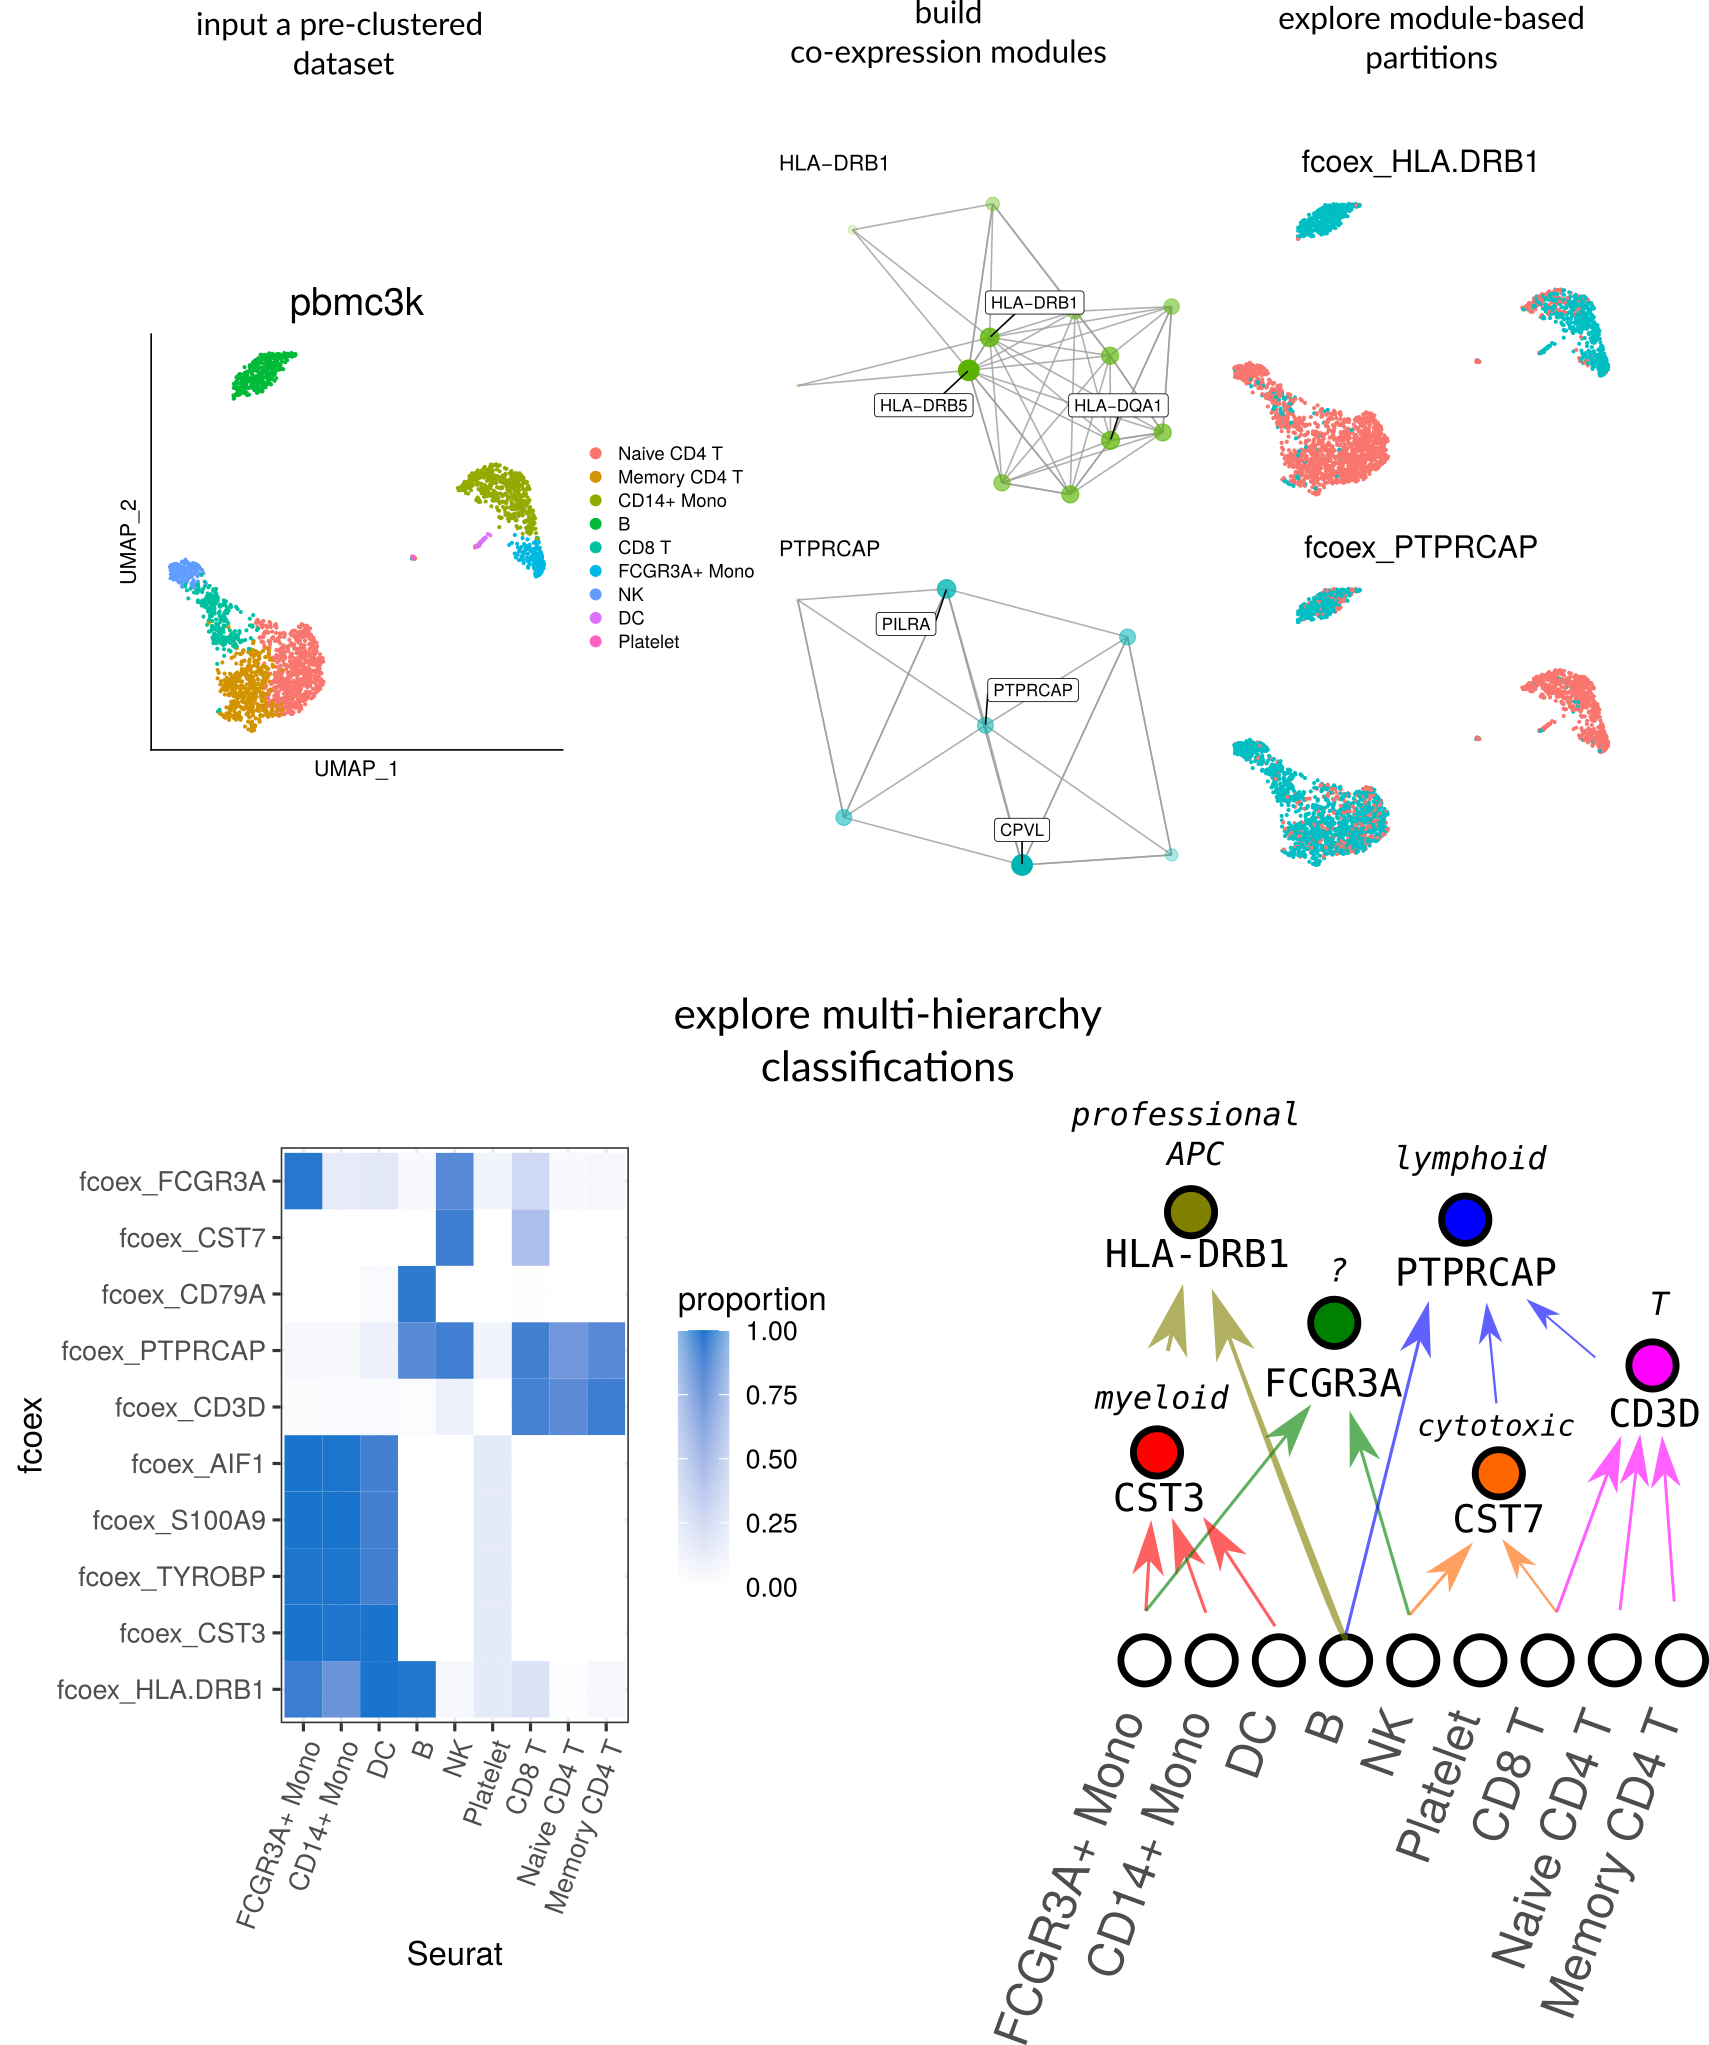 input a pre-clustered
dataset
build
co-expression modules
explore module-based
partitions
pbmc3k
UMAP_2
UMAP_1
Naive CD4 T
Memory CD4 T
CD14+ Mono
B
CD8 T
FCGR3A+ Mono
NK
DC
Platelet
HLA−DRB1
HLA−DRB1
HLA−DRB5
HLA−DQA1
PTPRCAP
PILRA
PTPRCAP
CPVL
fcoex_HLA.DRB1
fcoex_PTPRCAP
explore multi-hierarchy
classifications
fcoex
fcoex_FCGR3A
fcoex_CST7
fcoex_CD79A
fcoex_PTPRCAP
fcoex_CD3D
fcoex_AIF1
fcoex_S100A9
fcoex_TYROBP
fcoex_CST3
fcoex_HLA.DRB1
FCGR3A+ Mono
CD14+ Mono
DC
B
NK
Platelet
CD8 T
Naive CD4 T
Memory CD4 T
Seurat
proportion
1.00
0.75
0.50
0.25
0.00
professional
APC
HLA-DRB1
lymphoid
PTPRCAP
?
FCGR3A
T
CD3D
myeloid
CST3
cytotoxic
CST7
FCGR3A+ Mono
CD14+ Mono
DC
B
NK
Platelet
CD8 T
Naive CD4 T
Memory CD4 T